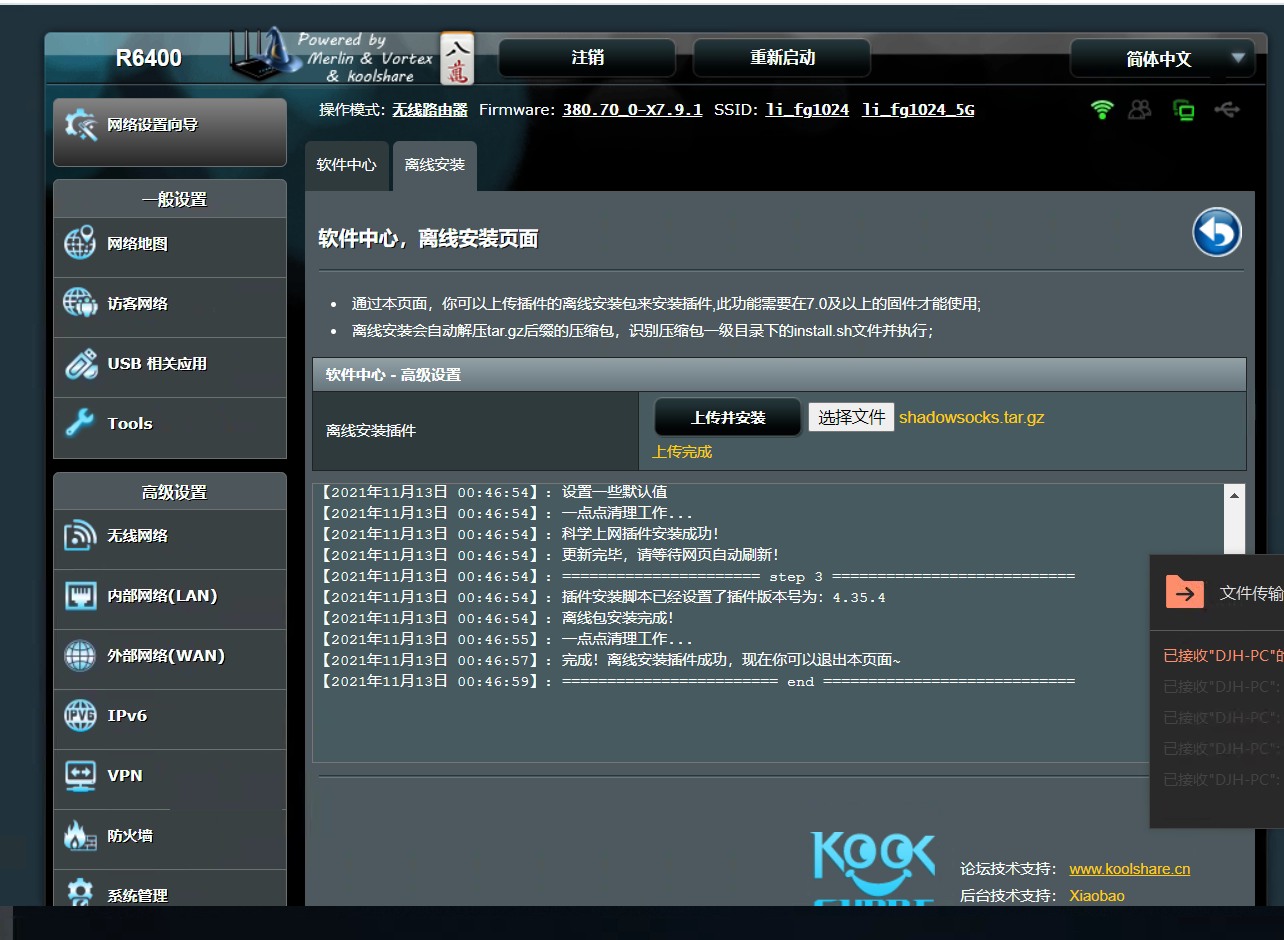 R6400
Powered by
Merlin & Vortex
& koolshare
八萬
注销
重新启动
简体中文
操作模式: 无线路由器 Firmware: 380.70_0-X7.9.1 SSID: li_fg1024 li_fg1024_5G
网络设置向导
一般设置
网络地图
访客网络
USB 相关应用
Tools
高级设置
无线网络
内部网络(LAN)
外部网络(WAN)
IPv6
VPN
防火墙
系统管理
软件中心
离线安装
软件中心，离线安装页面
通过本页面，你可以上传插件的离线安装包来安装插件,此功能需要在7.0及以上的固件才能使用;
离线安装会自动解压tar.gz后缀的压缩包，识别压缩包一级目录下的install.sh文件并执行；
软件中心 - 高级设置
离线安装插件
上传并安装
选择文件 shadowsocks.tar.gz
上传完成
【2021年11月13日 00:46:54】: 设置一些默认值
【2021年11月13日 00:46:54】: 一点点清理工作...
【2021年11月13日 00:46:54】: 科学上网插件安装成功!
【2021年11月13日 00:46:54】: 更新完毕，请等待网页自动刷新!
【2021年11月13日 00:46:54】: ====================== step 3 ===========================
【2021年11月13日 00:46:54】: 插件安装脚本已经设置了插件版本号为：4.35.4
【2021年11月13日 00:46:54】: 离线包安装完成!
【2021年11月13日 00:46:55】: 一点点清理工作...
【2021年11月13日 00:46:57】: 完成！离线安装插件成功，现在你可以退出本页面~
【2021年11月13日 00:46:59】: ======================== end ============================
文件传输
已接收"DJH-PC"的
已接收"DJH-PC":
已接收"DJH-PC":
已接收"DJH-PC":
已接收"DJH-PC":
KOOL
论坛技术支持： www.koolshare.cn
后台技术支持： Xiaobao